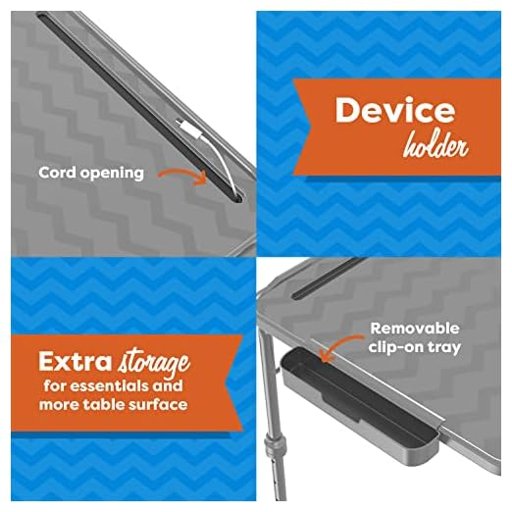 Cord opening
Device
holder
Extra storage
for essentials and
more table surface
Removable
clip-on tray